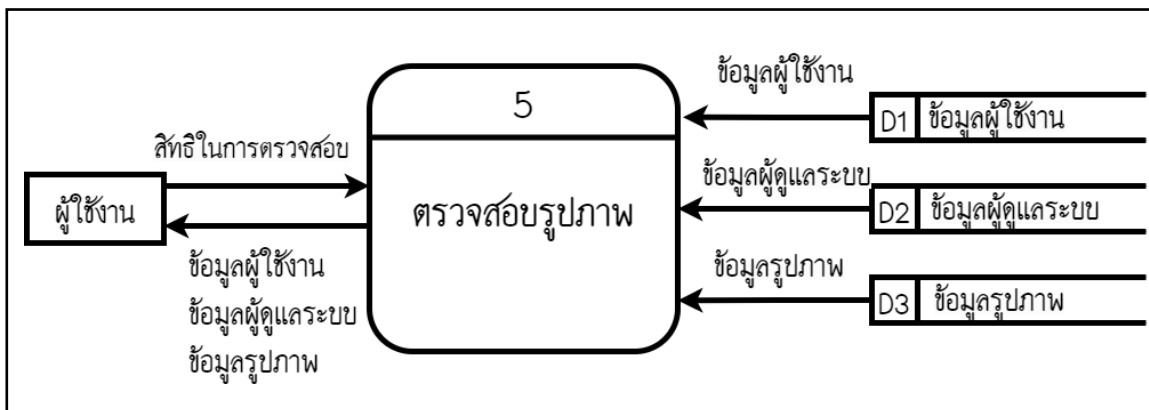 ผู้ใช้งาน
สิทธิในการตรวจสอบ
ข้อมูลผู้ใช้งาน
ข้อมูลผู้ดูแลระบบ
ข้อมูลรูปภาพ
5
ตรวจสอบรูปภาพ
ข้อมูลผู้ใช้งาน
D1 ข้อมูลผู้ใช้งาน
ข้อมูลผู้ดูแลระบบ
D2 ข้อมูลผู้ดูแลระบบ
ข้อมูลรูปภาพ
D3 ข้อมูลรูปภาพ